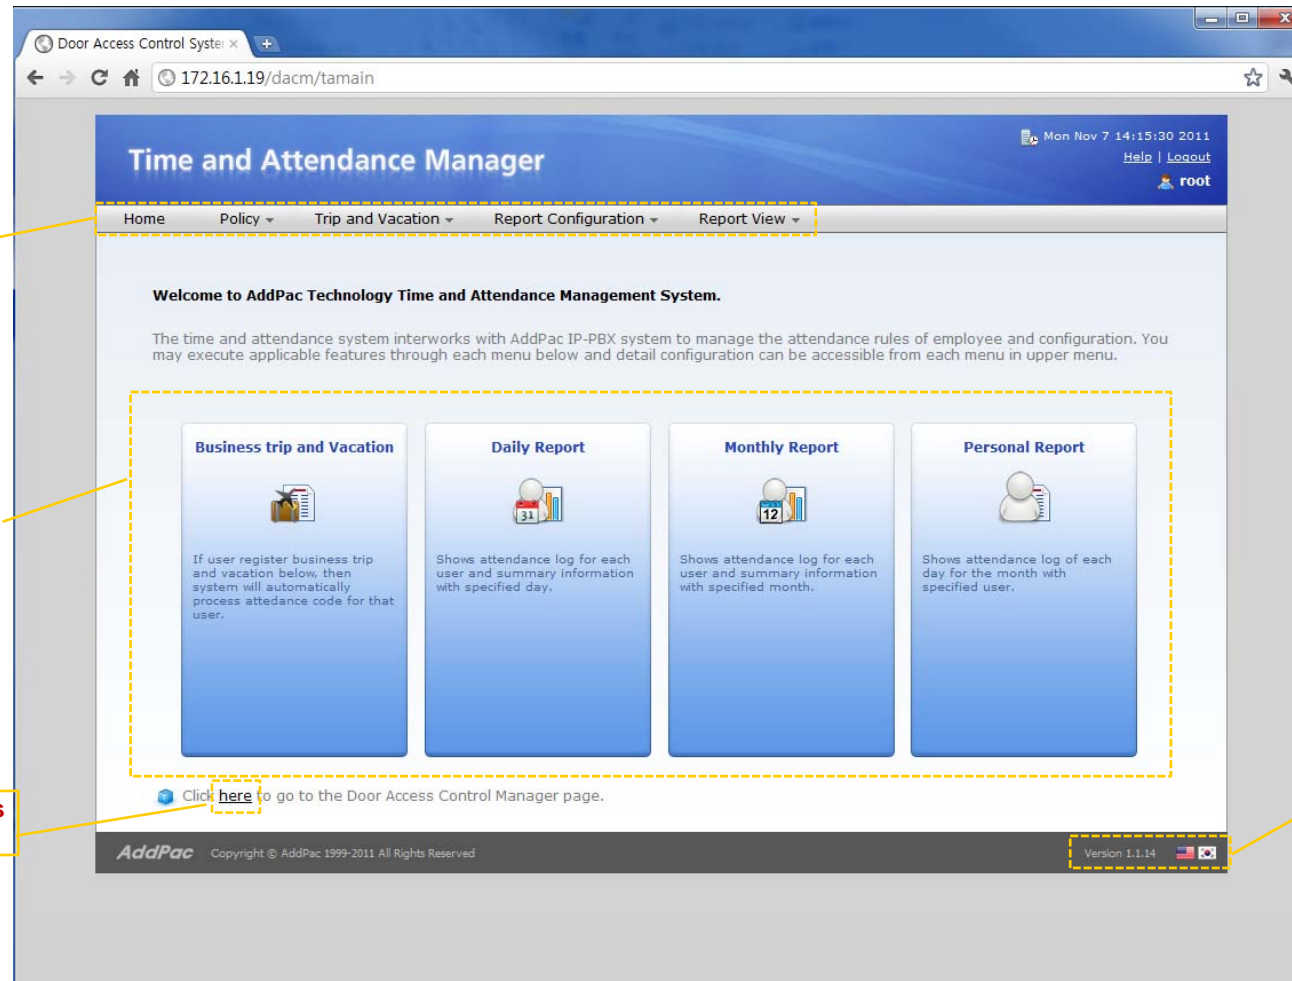 Door Access Control Syste
172.16.1.19/dacm/tamain
Mon Nov 7 14:15:30 2011
Help | Logout
root
Time and Attendance Manager
Home Policy Trip and Vacation Report Configuration Report View
Welcome to AddPac Technology Time and Attendance Management System.
The time and attendance system interworks with AddPac IP-PBX system to manage the attendance rules of employee and configuration. You
may execute applicable features through each menu below and detail configuration can be accessible from each menu in upper menu.
Business trip and Vacation
If user register business trip
and vacation below, then
system will automatically
process attedance code for that
user.
Daily Report
31
Shows attendance log for each
user and summary information
with specified day.
Monthly Report
12
Shows attendance log for each
user and summary information
with specified month.
Personal Report
Shows attendance log of each
day for the month with
specified user.
s
Click here to go to the Door Access Control Manager page.
AddPac Copyright © AddPac 1999-2011 All Rights Reserved
Version 1.1.14